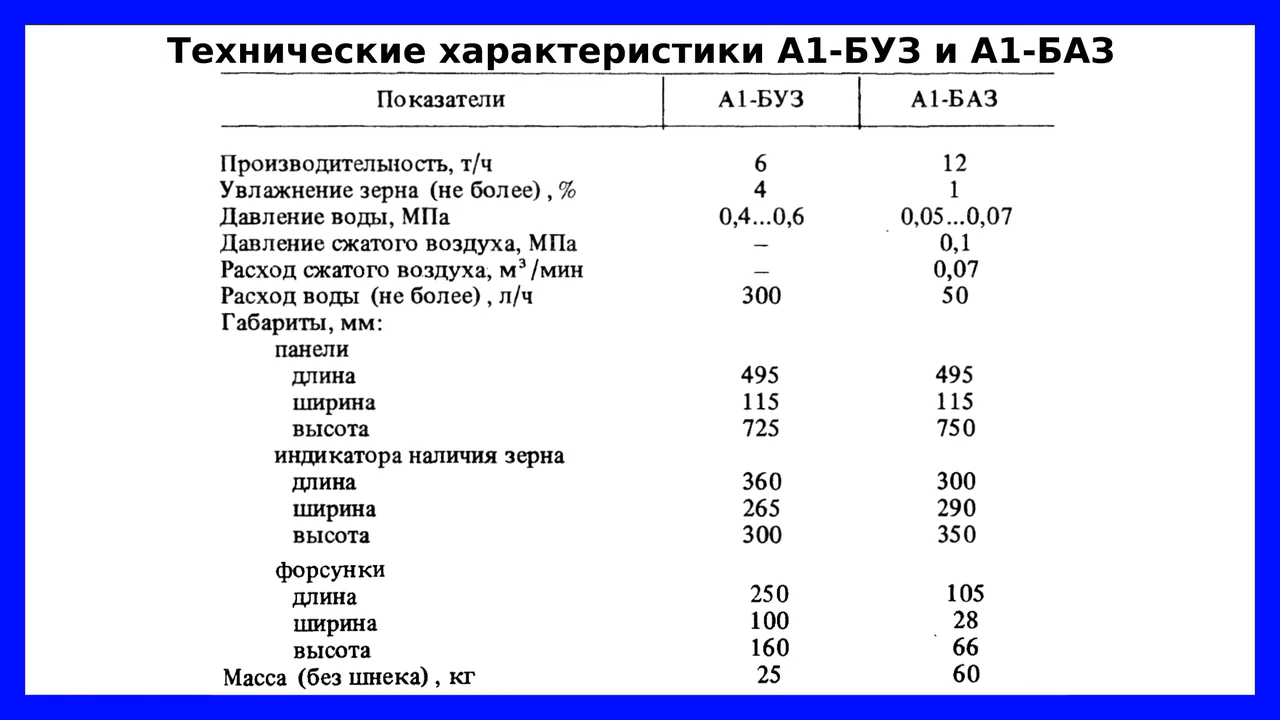 Технические характеристики А1-БУЗ и А1-БАЗ
Показатели А1-БУЗ А1-БАЗ
Производительность, т/ч 6 12
Увлажнение зерна (не более), % 4 1
Давление воды, МПа 0,4...0,6 0,05...0,07
Давление сжатого воздуха, МПа – 0,1
Расход сжатого воздуха, м³/мин – 0,07
Расход воды (не более), л/ч 300 50
Габариты, мм:
панели
длина 495 495
ширина 115 115
высота 725 750
индикатора наличия зерна
длина 360 300
ширина 265 290
высота 300 350
форсунки
длина 250 105
ширина 100 28
высота 160 66
Масса (без шнека), кг 25 60